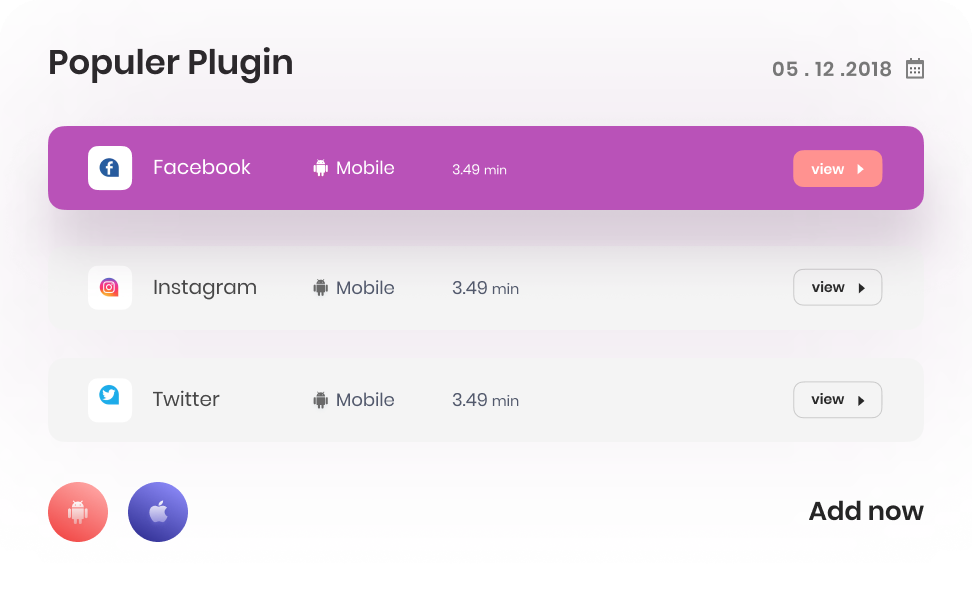 Populer Plugin
05 . 12 .2018
Facebook Mobile 3.49 min view
Instagram Mobile 3.49 min view
Twitter Mobile 3.49 min view
Add now